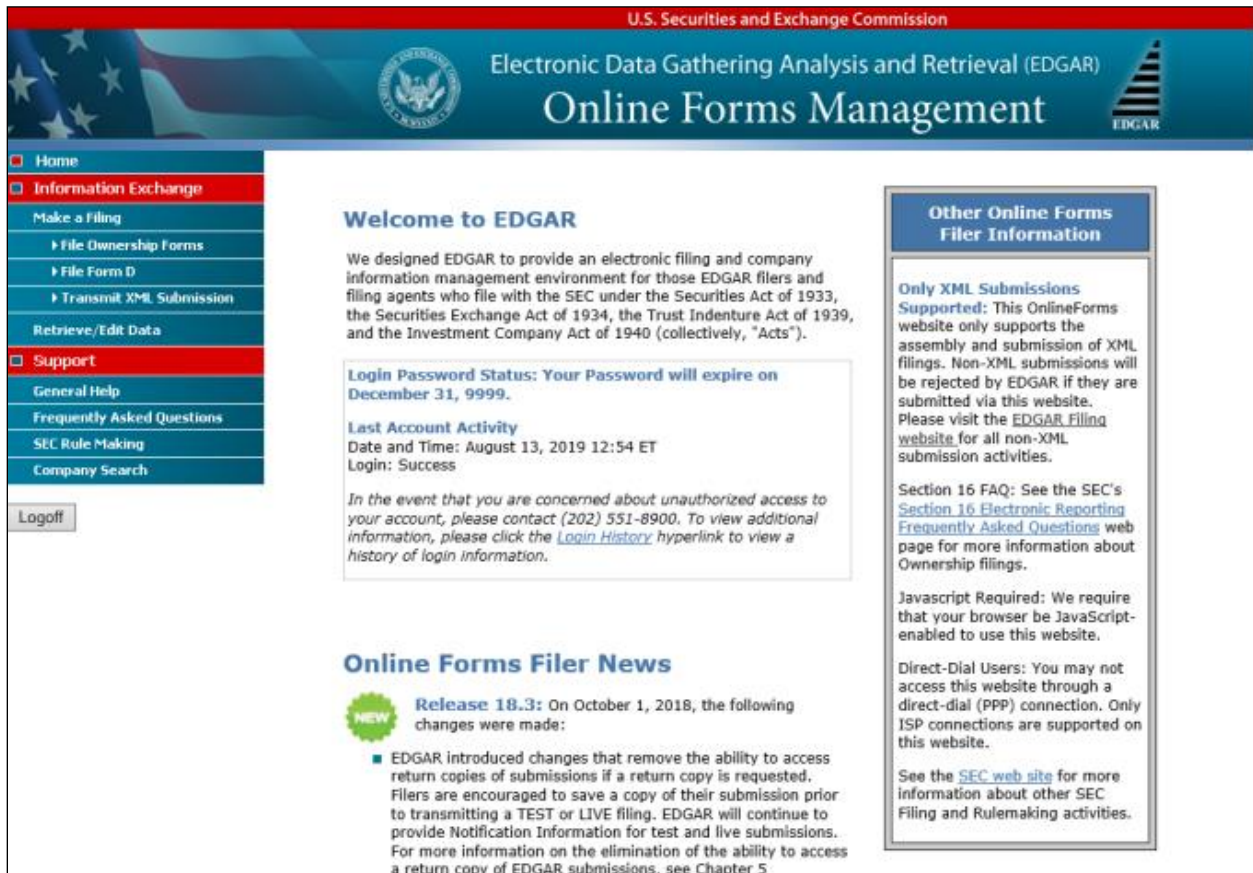 U.S. Securities and Exchange Commission
Electronic Data Gathering Analysis and Retrieval (EDGAR)
Online Forms Management
EDGAR
Home
Information Exchange
Make a Filing
File Ownership Forms
File Form D
Transmit XML Submission
Retrieve/Edit Data
Support
General Help
Frequently Asked Questions
SEC Rule Making
Company Search
Logoff
Welcome to EDGAR
We designed EDGAR to provide an electronic filing and company
information management environment for those EDGAR filers and
filing agents who file with the SEC under the Securities Act of 1933,
the Securities Exchange Act of 1934, the Trust Indenture Act of 1939,
and the Investment Company Act of 1940 (collectively, "Acts").
Login Password Status: Your Password will expire on
December 31, 9999.
Last Account Activity
Date and Time: August 13, 2019 12:54 ET
Login: Success
In the event that you are concerned about unauthorized access to
your account, please contact (202) 551-8900. To view additional
information, please click the Login History hyperlink to view a
history of login information.
Online Forms Filer News
NEW
Release 18.3: On October 1, 2018, the following
changes were made:
EDGAR introduced changes that remove the ability to access
return copies of submissions if a return copy is requested.
Filers are encouraged to save a copy of their submission prior
to transmitting a TEST or LIVE filing. EDGAR will continue to
provide Notification Information for test and live submissions.
For more information on the elimination of the ability to access
a return copy of EDGAR submissions, see Chapter 5
Other Online Forms
Filer Information
Only XML Submissions
Supported: This OnlineForms
website only supports the
assembly and submission of XML
filings. Non-XML submissions will
be rejected by EDGAR if they are
submitted via this website.
Please visit the EDGAR Filing
website for all non-XML
submission activities.
Section 16 FAQ: See the SEC's
Section 16 Electronic Reporting
Frequently Asked Questions web
page for more information about
Ownership filings.
Javascript Required: We require
that your browser be JavaScript-
enabled to use this website.
Direct-Dial Users: You may not
access this website through a
direct-dial (PPP) connection. Only
ISP connections are supported on
this website.
See the SEC web site for more
information about other SEC
Filing and Rulemaking activities.